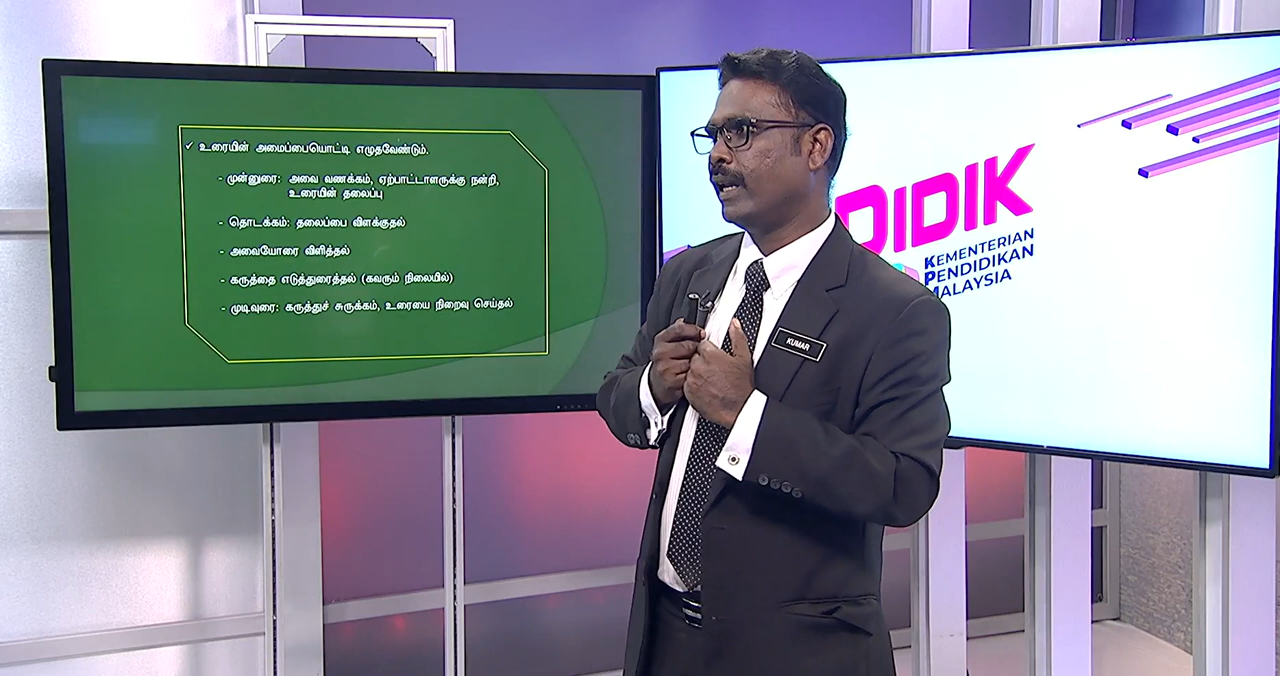 ✓ உரையின் அமைப்பையொட்டி எழுதவேண்டும்.
- முன்னுரை: அவை வணக்கம், ஏற்பாட்டாளருக்கு நன்றி,
உரையின் தலைப்பு
- தொடக்கம்: தலைப்பை விளக்குதல்
- அவையோரை விளித்தல்
- கருத்தை எடுத்துரைத்தல் (கவரும் நிலையில்)
- முடிவுரை: கருத்துச் சுருக்கம், உரையை நிறைவு செய்தல்
DIDIK
KEMENTERIAN
PENDIDIKAN
MALAYSIA
KUMAR